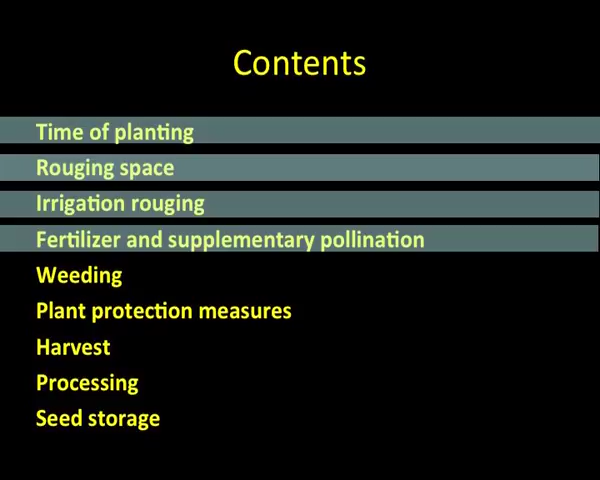 Contents
Time of planting
Rouging space
Irrigation rouging
Fertilizer and supplementary pollination
Weeding
Plant protection measures
Harvest
Processing
Seed storage